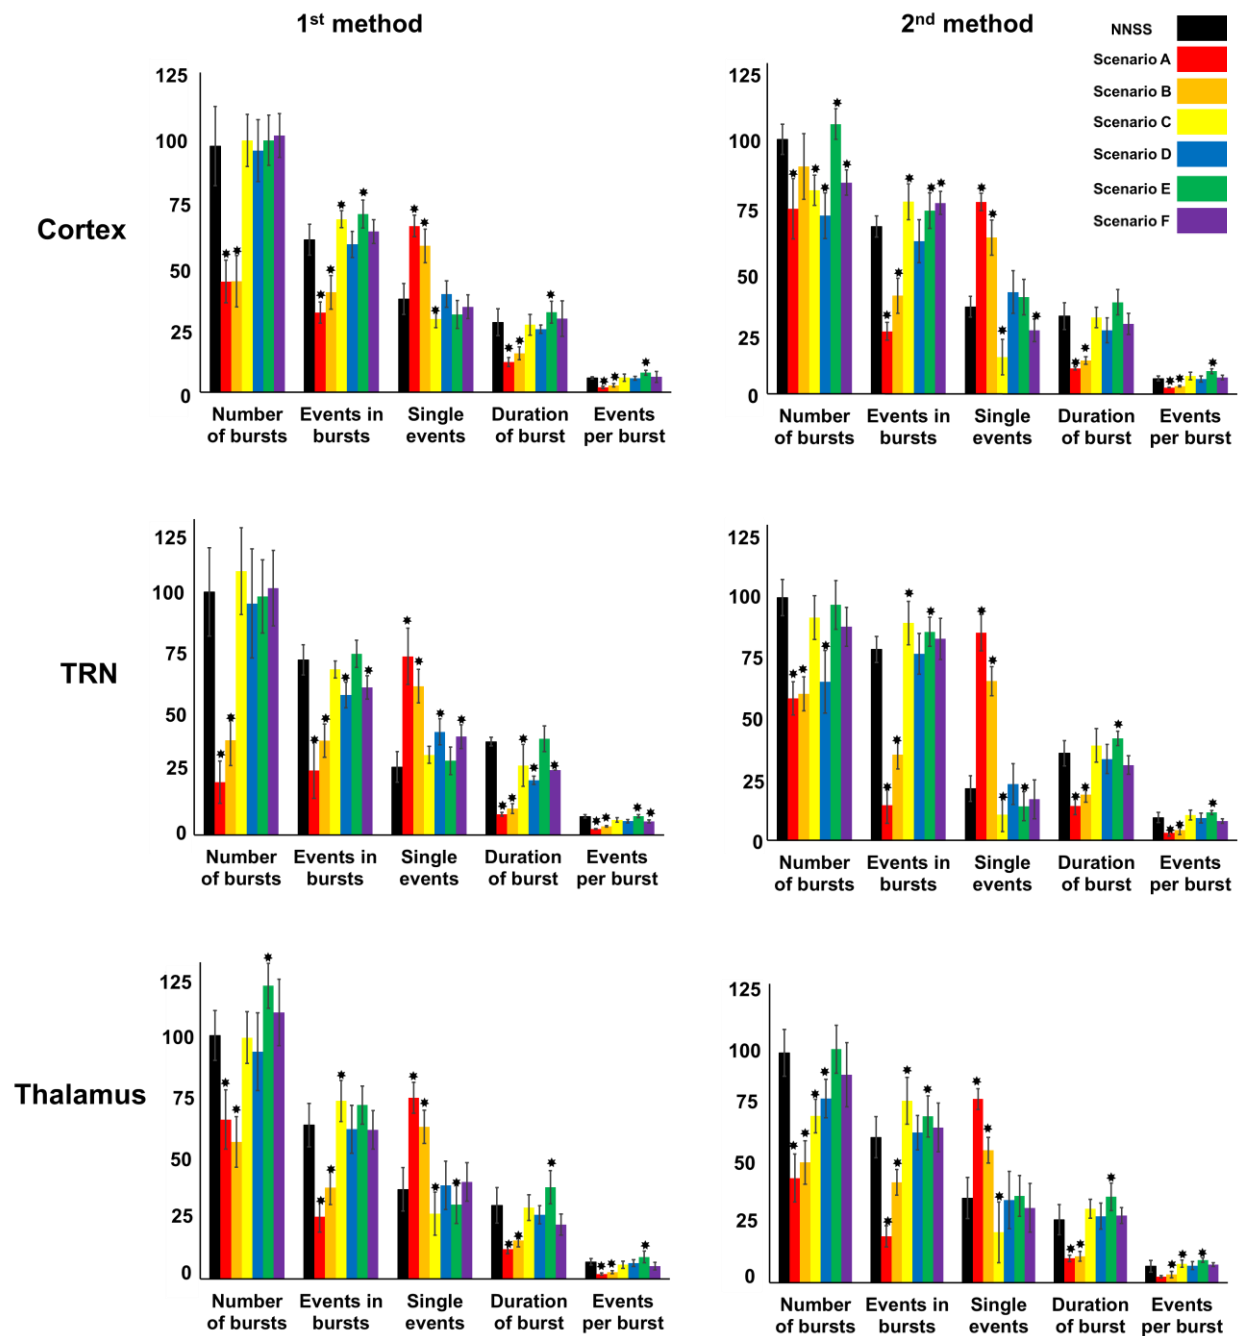 1st method
2nd method
NNSS
Scenario A
Scenario B
Scenario C
Scenario D
Scenario E
Scenario F
Cortex
125
100
75
50
25
0
Number of bursts
Events in bursts
Single events
Duration of burst
Events per burst
125
100
75
50
25
0
Number of bursts
Events in bursts
Single events
Duration of burst
Events per burst
TRN
125
100
75
50
25
0
Number of bursts
Events in bursts
Single events
Duration of burst
Events per burst
125
100
75
50
25
0
Number of bursts
Events in bursts
Single events
Duration of burst
Events per burst
Thalamus
125
100
75
50
25
0
Number of bursts
Events in bursts
Single events
Duration of burst
Events per burst
125
100
75
50
25
0
Number of bursts
Events in bursts
Single events
Duration of burst
Events per burst